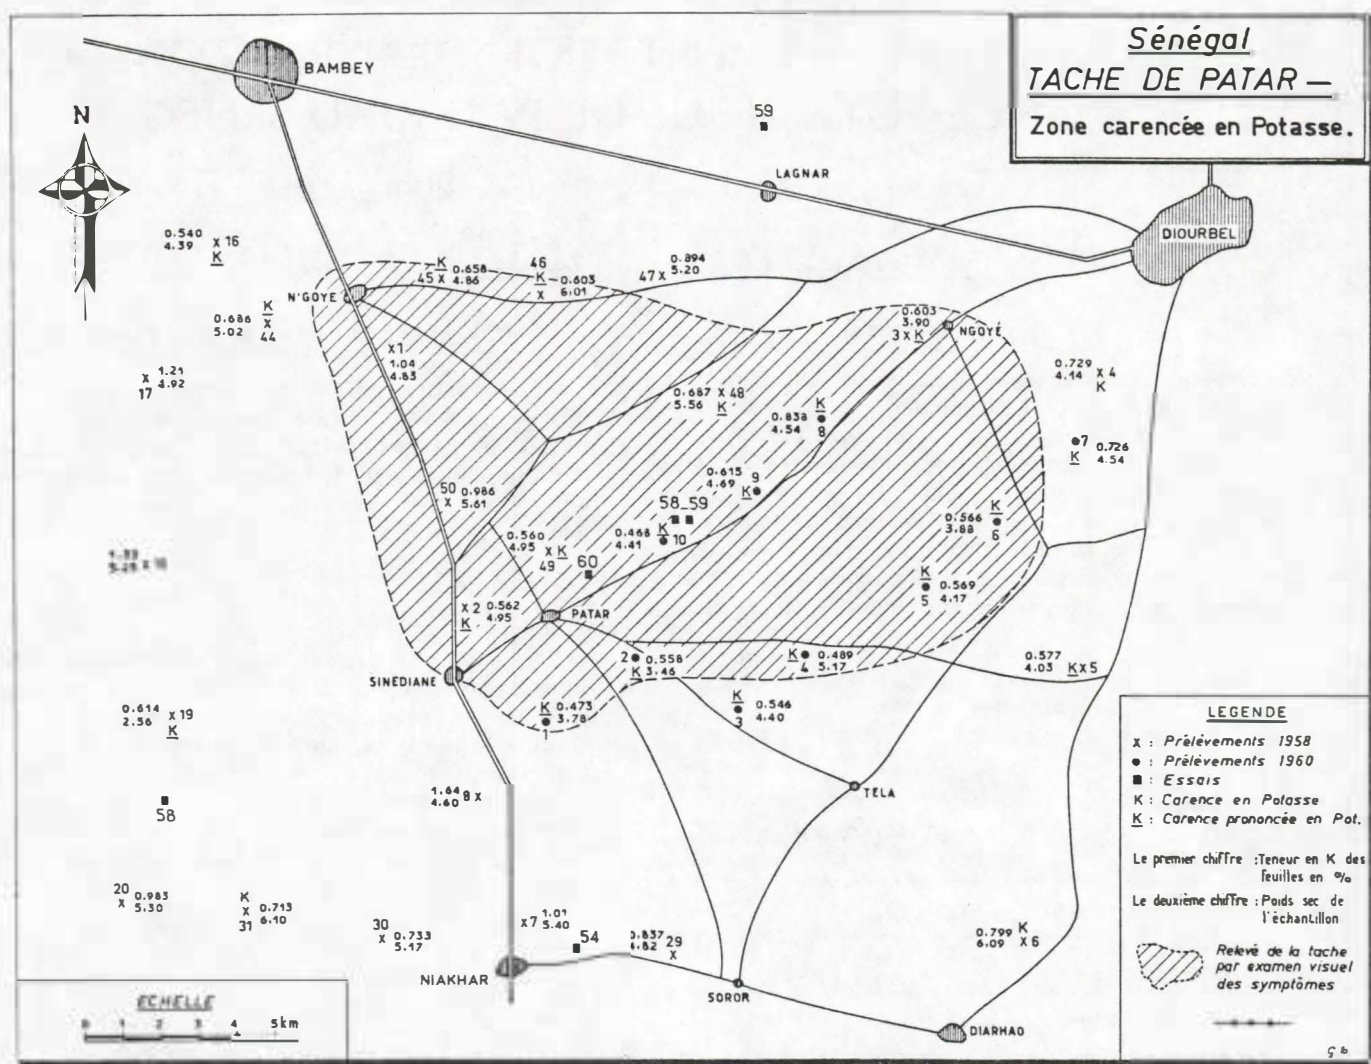 Sénégal
TACHE DE PATAR —
Zone carencée en Potasse.
BAMBEY
N
59
LAGNAR
DIOURBEL
0.540
4.39 x 16
K
K
0.686 x
5.02 44
x 1.21
17 4.92
N'GOYE
K
45 x 0.658
4.86
46
K
x 0.603
6.01
47 x 0.894
5.20
0.603
3.90
3 x K
NGOYÉ
x 1
1.04
4.83
0.729
4.14 x 4
K
0.687 x 48
5.56 K
0.838 K
4.54 8
7
K 0.726
4.54
50 0.986
x 5.61
0.615 9
4.69 K
58_59
0.468 K
4.41 10
0.566 K
3.88 6
0.560
4.95 x K
49
60
K 0.569
5 4.17
x 2 0.562
K 4.95
PATAR
SINEDIANE
2 0.558
K 3.46
K 0.489
4 5.17
0.577
4.03 K x 5
K 0.473
3.78
1
K 0.546
3 4.40
0.614 x 19
2.56 K
58
1.64
4.60 8 x
TELA
20 0.983
x 5.30
K
x 0.713
31 6.10
30
x 0.733
5.17
x 7 1.01
5.40
54
29
x
NIAKHAR
SOROR
0.799 K
6.09 x 6
DIARHAO
LEGENDE
x : Prélèvements 1958
● : Prélèvements 1960
■ : Essais
K : Carence en Potasse
K : Carence prononcée en Pot.
Le premier chiffre : Teneur en K des
feuilles en %
Le deuxième chiffre : Poids sec de
l'échantillon
Relevé de la tache
par examen visuel
des symptômes
ECHELLE
0 1 2 3 4 5km